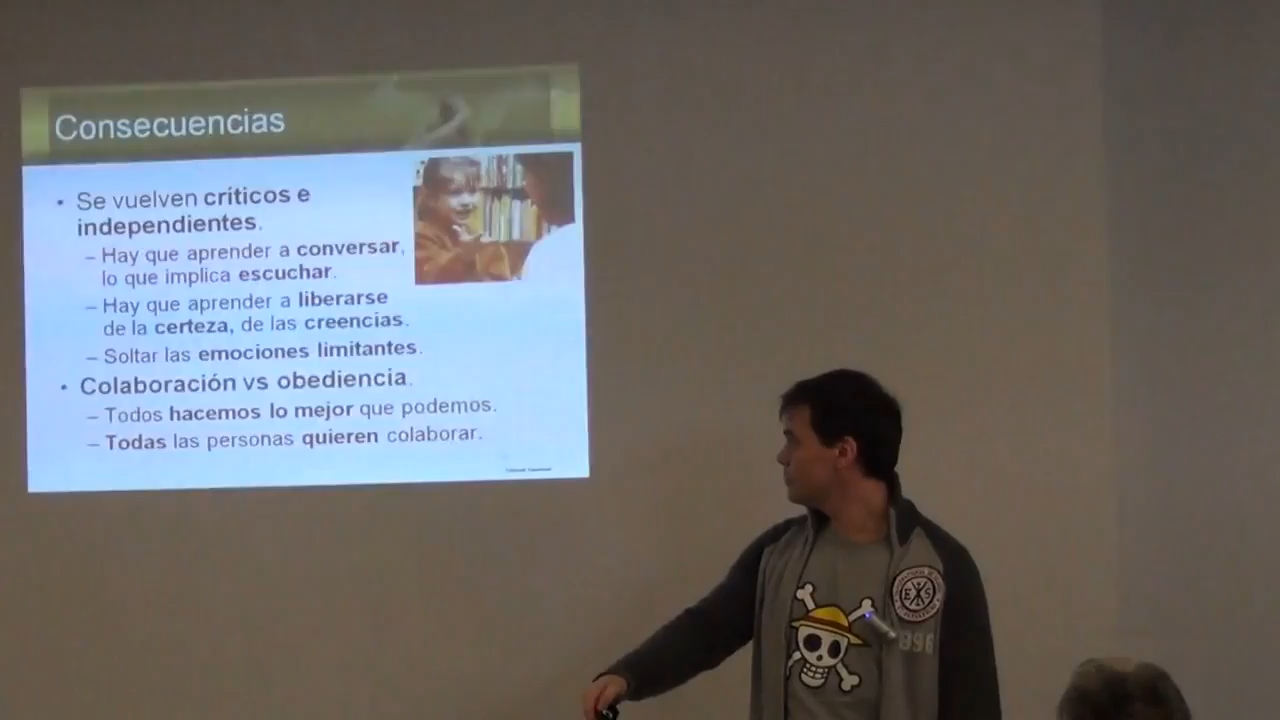 Consecuencias
• Se vuelven críticos e
independientes.
– Hay que aprender a conversar,
lo que implica escuchar.
– Hay que aprender a liberarse
de la certeza, de las creencias.
– Soltar las emociones limitantes.
• Colaboración vs obediencia.
– Todos hacemos lo mejor que podemos.
– Todas las personas quieren colaborar.
E S
996